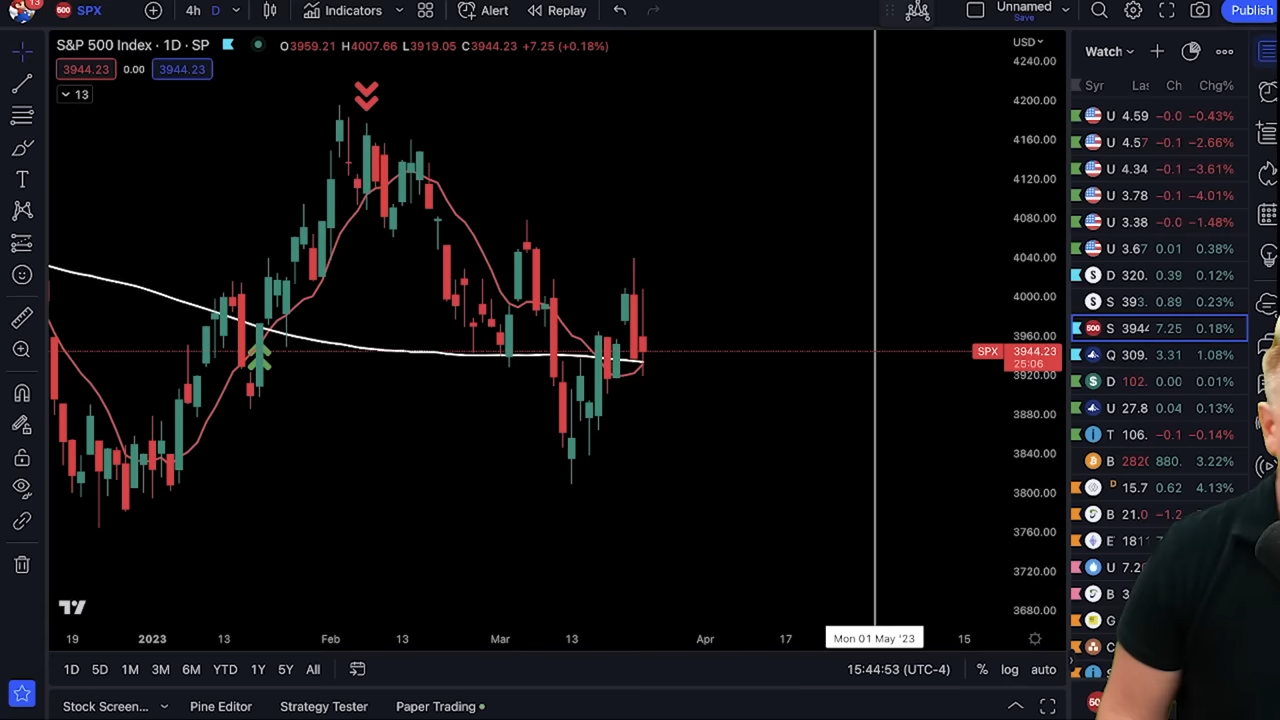 13
500 SPX 4h D Indicators Alert Replay Unnamed Publish
Save
S&P 500 Index · 1D · SP O3959.21 H4007.66 L3919.05 C3944.23 +7.25 (+0.18%)
3944.23 0.00 3944.23
13
USD
4240.00
4200.00
4160.00
4120.00
4080.00
4040.00
4000.00
3960.00
SPX 3944.23
25:06
3920.00
3880.00
3840.00
3800.00
3760.00
3720.00
3680.00
19 2023 13 Feb 13 Mar 13 Apr 17 Mon 01 May '23 15
1D 5D 1M 3M 6M YTD 1Y 5Y All 15:44:53 (UTC-4) % log auto
Stock Screen... Pine Editor Strategy Tester Paper Trading
Watch
Syr Las Ch Chg%
U 4.59 −0.0 −0.43%
U 4.57 −0.1 −2.66%
U 4.34 −0.1 −3.61%
U 3.78 −0.1 −4.01%
U 3.38 −0.0 −1.48%
U 3.67 0.01 0.38%
S D 320. 0.39 0.12%
S S 393. 0.89 0.23%
500 S 3944 7.25 0.18%
Q 309. 3.31 1.08%
D 102. 0.00 0.01%
U 27.8 0.04 0.13%
T 106. −0.1 −0.14%
B 2820 880. 3.22%
D 15.7 0.62 4.13%
B 21.0 −1.2
E 1811
U 7.20
B 3
G
C
500